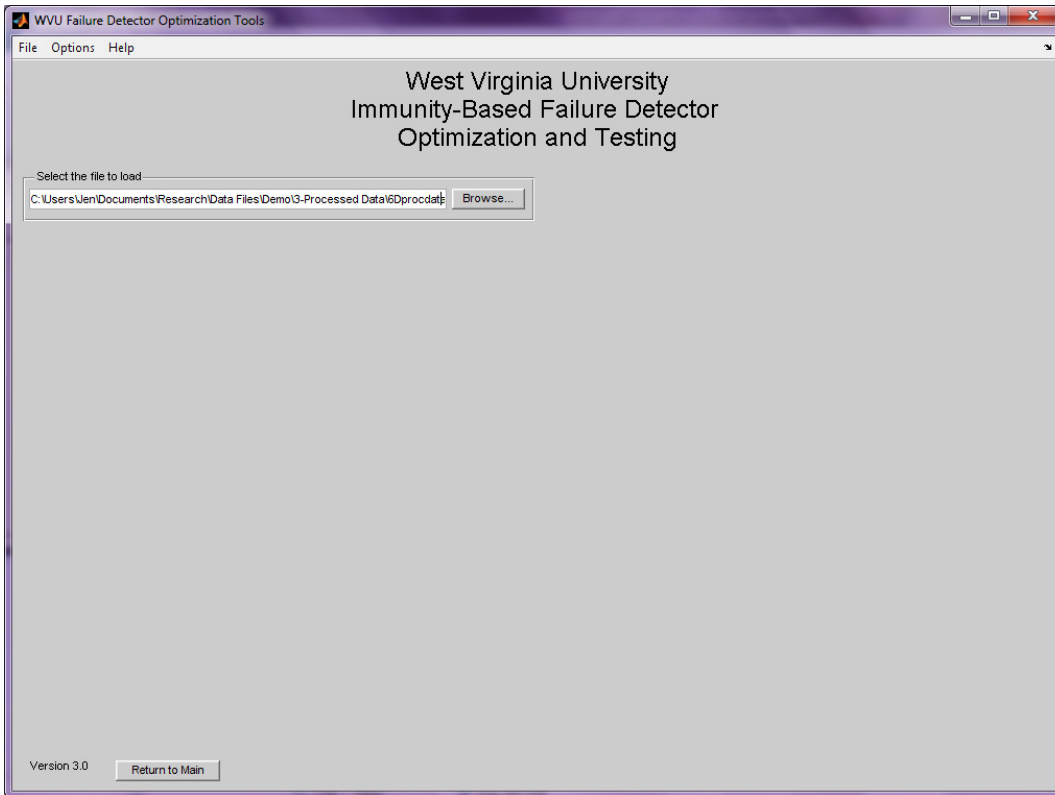 WVU Failure Detector Optimization Tools
File Options Help
West Virginia University
Immunity-Based Failure Detector
Optimization and Testing
Select the file to load
C:\Users\Jen\Documents\Research\Data Files\Demo\3-Processed Data\6Dprocdata Browse...
Version 3.0 Return to Main